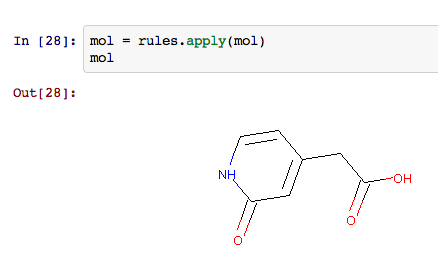 In [28]: mol = rules.apply(mol)
mol
Out[28]:
NH
OH
O
O